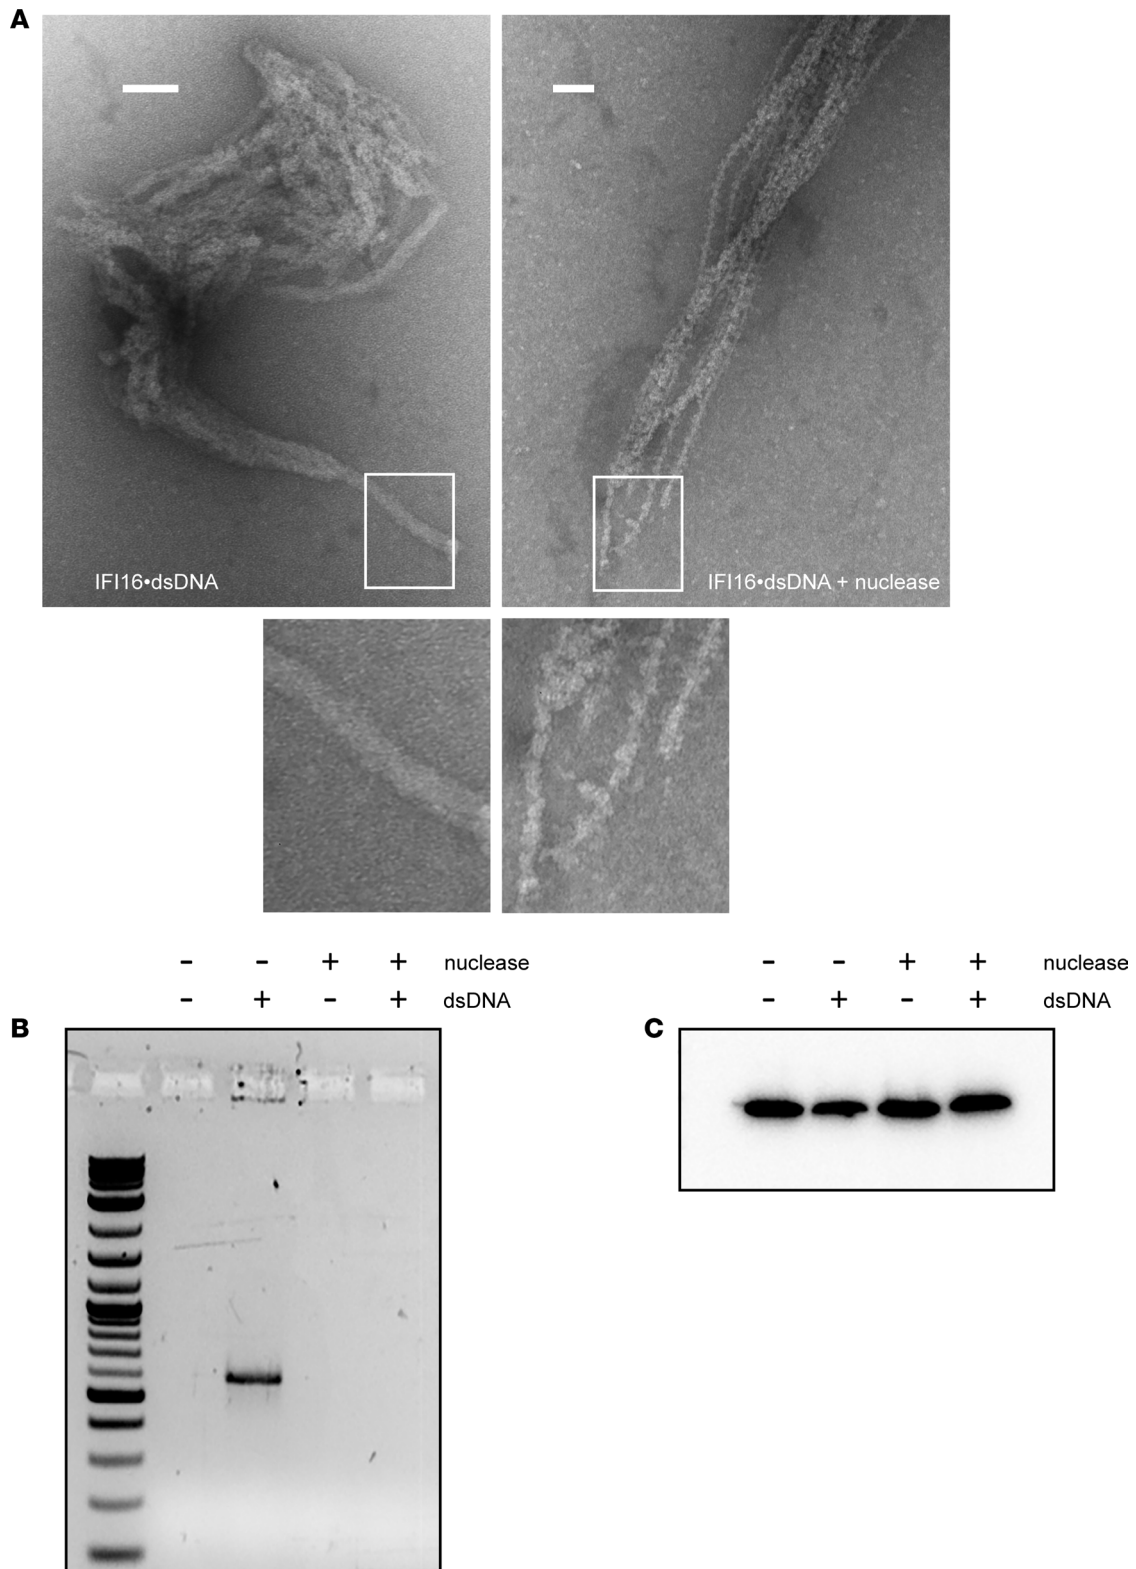 A
IFI16•dsDNA
IFI16•dsDNA + nuclease
- - + + nuclease
- + - + dsDNA
B
- - + + nuclease
- + - + dsDNA
C